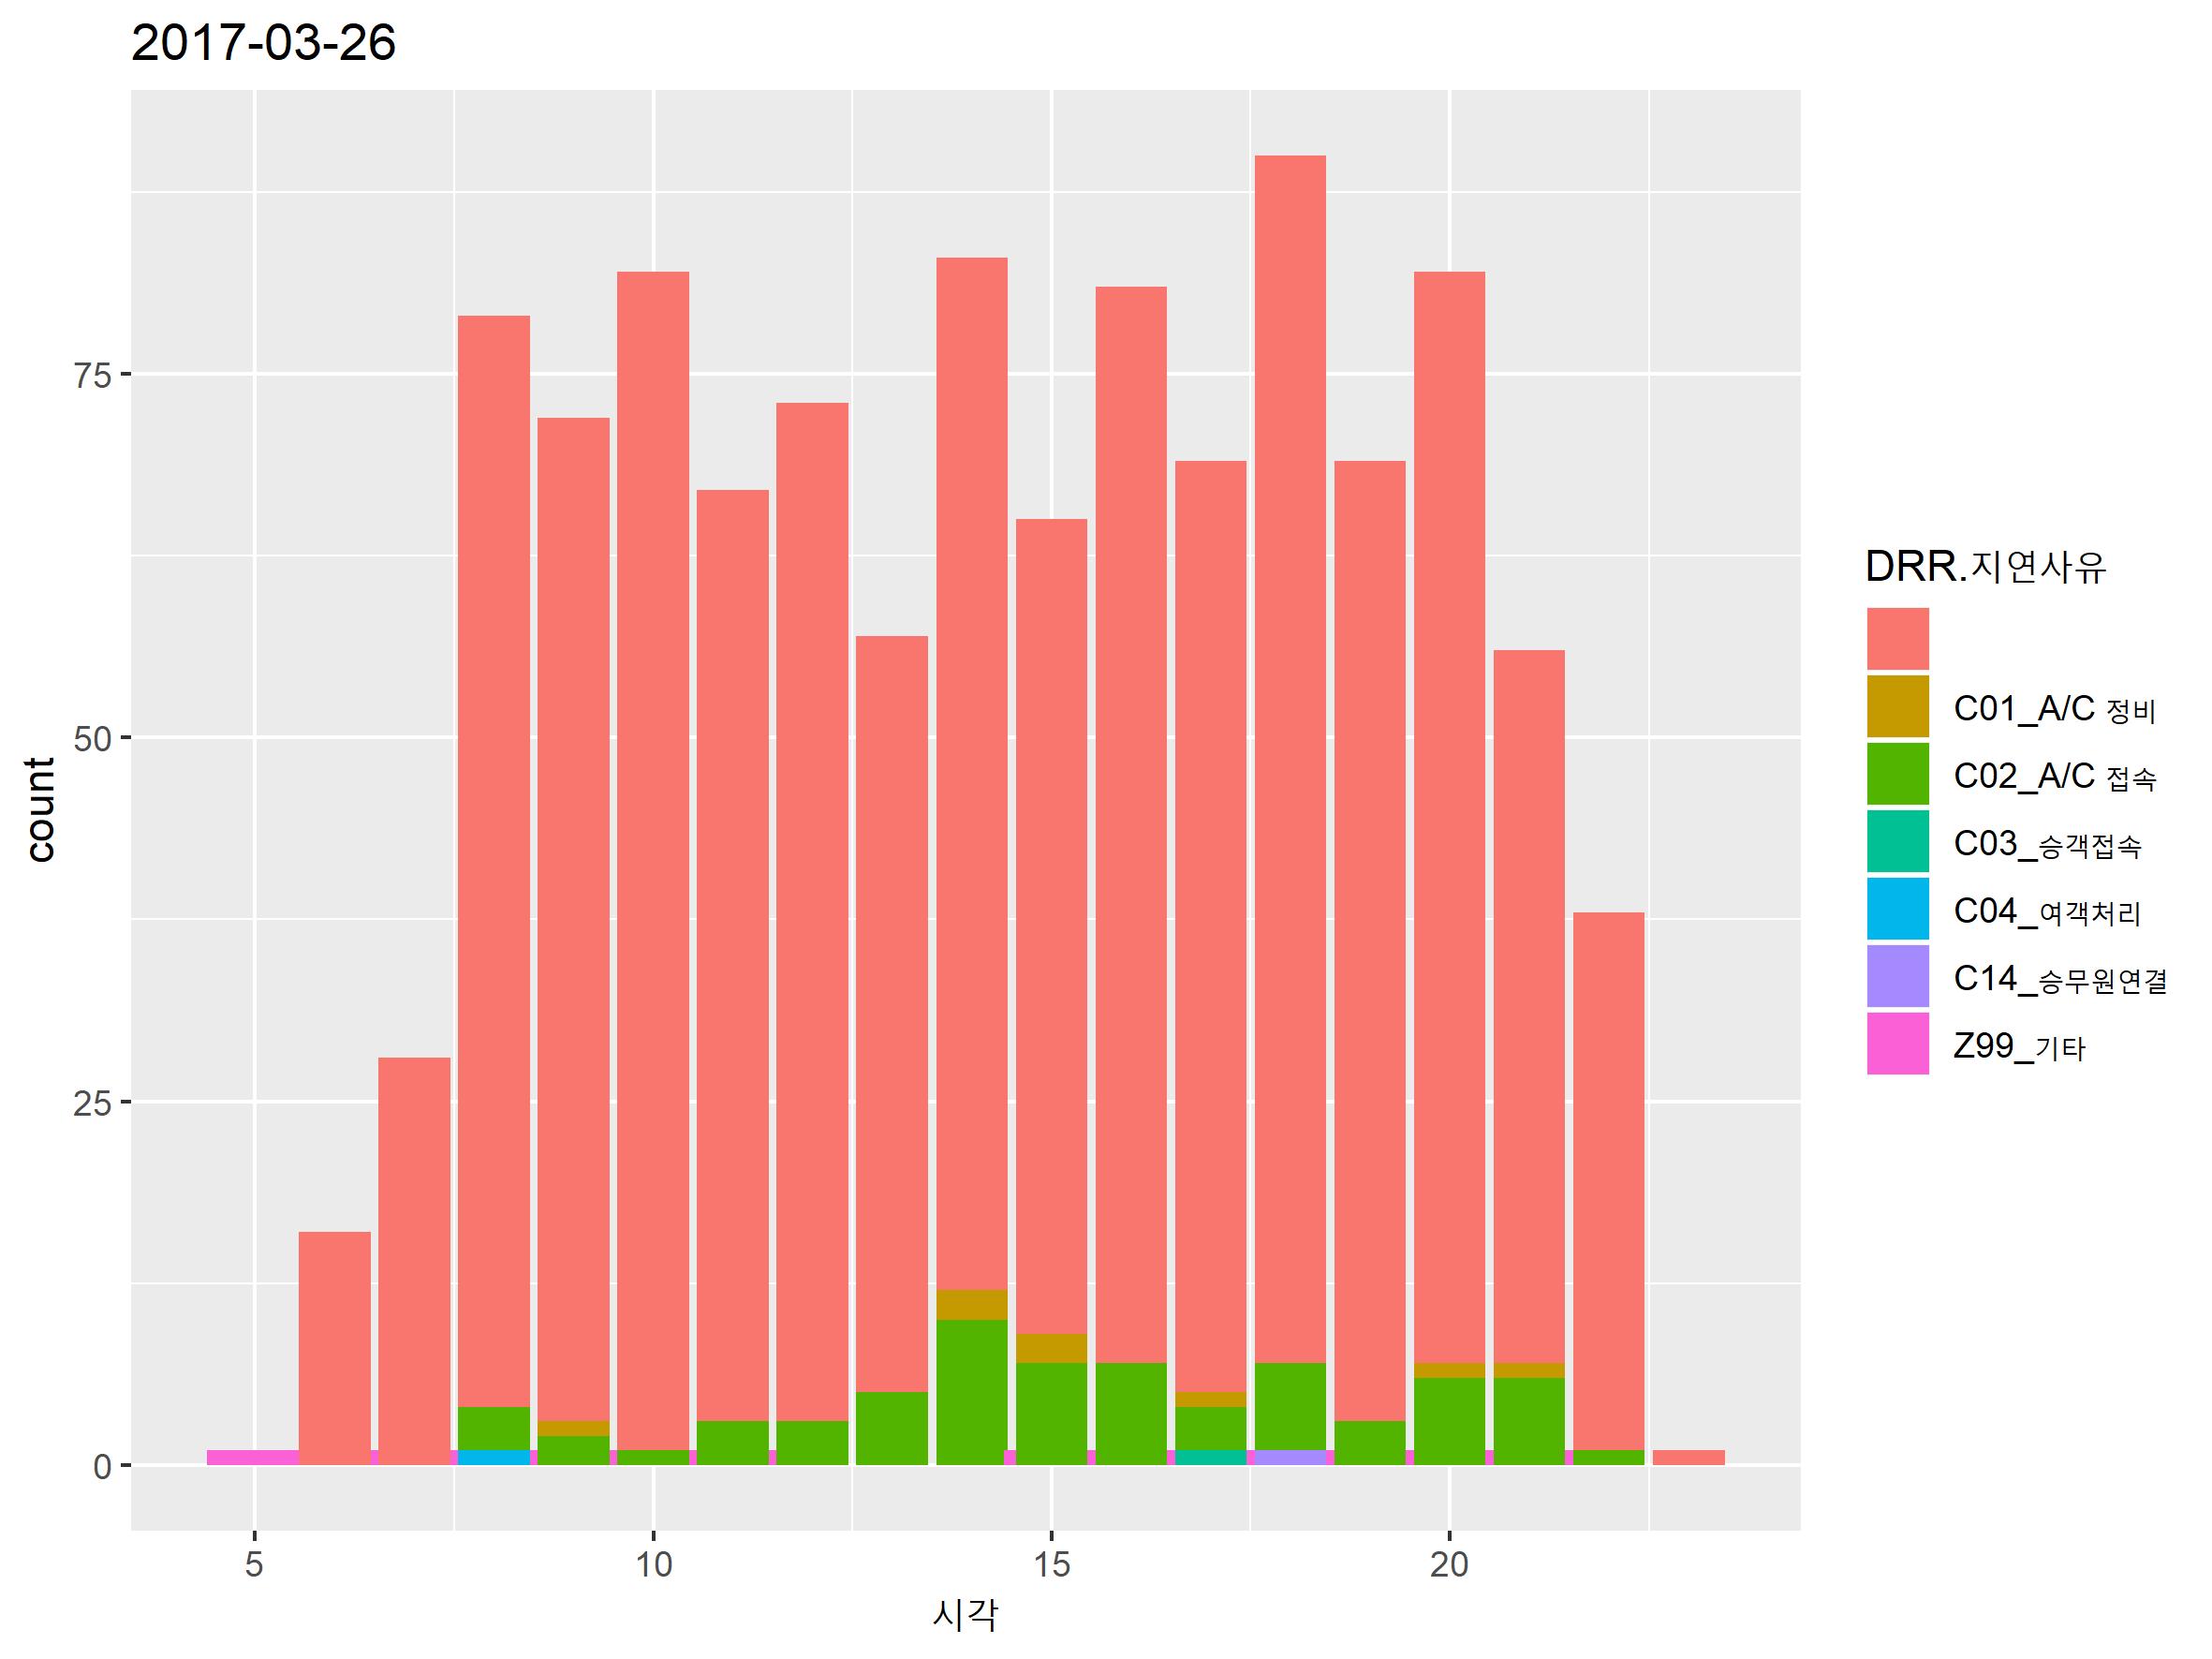 2017-03-26
count
75
50
25
0
5 10 15 20
시각
DRR.지연사유
C01_A/C 정비
C02_A/C 접속
C03_승객접속
C04_여객처리
C14_승무원연결
Z99_기타